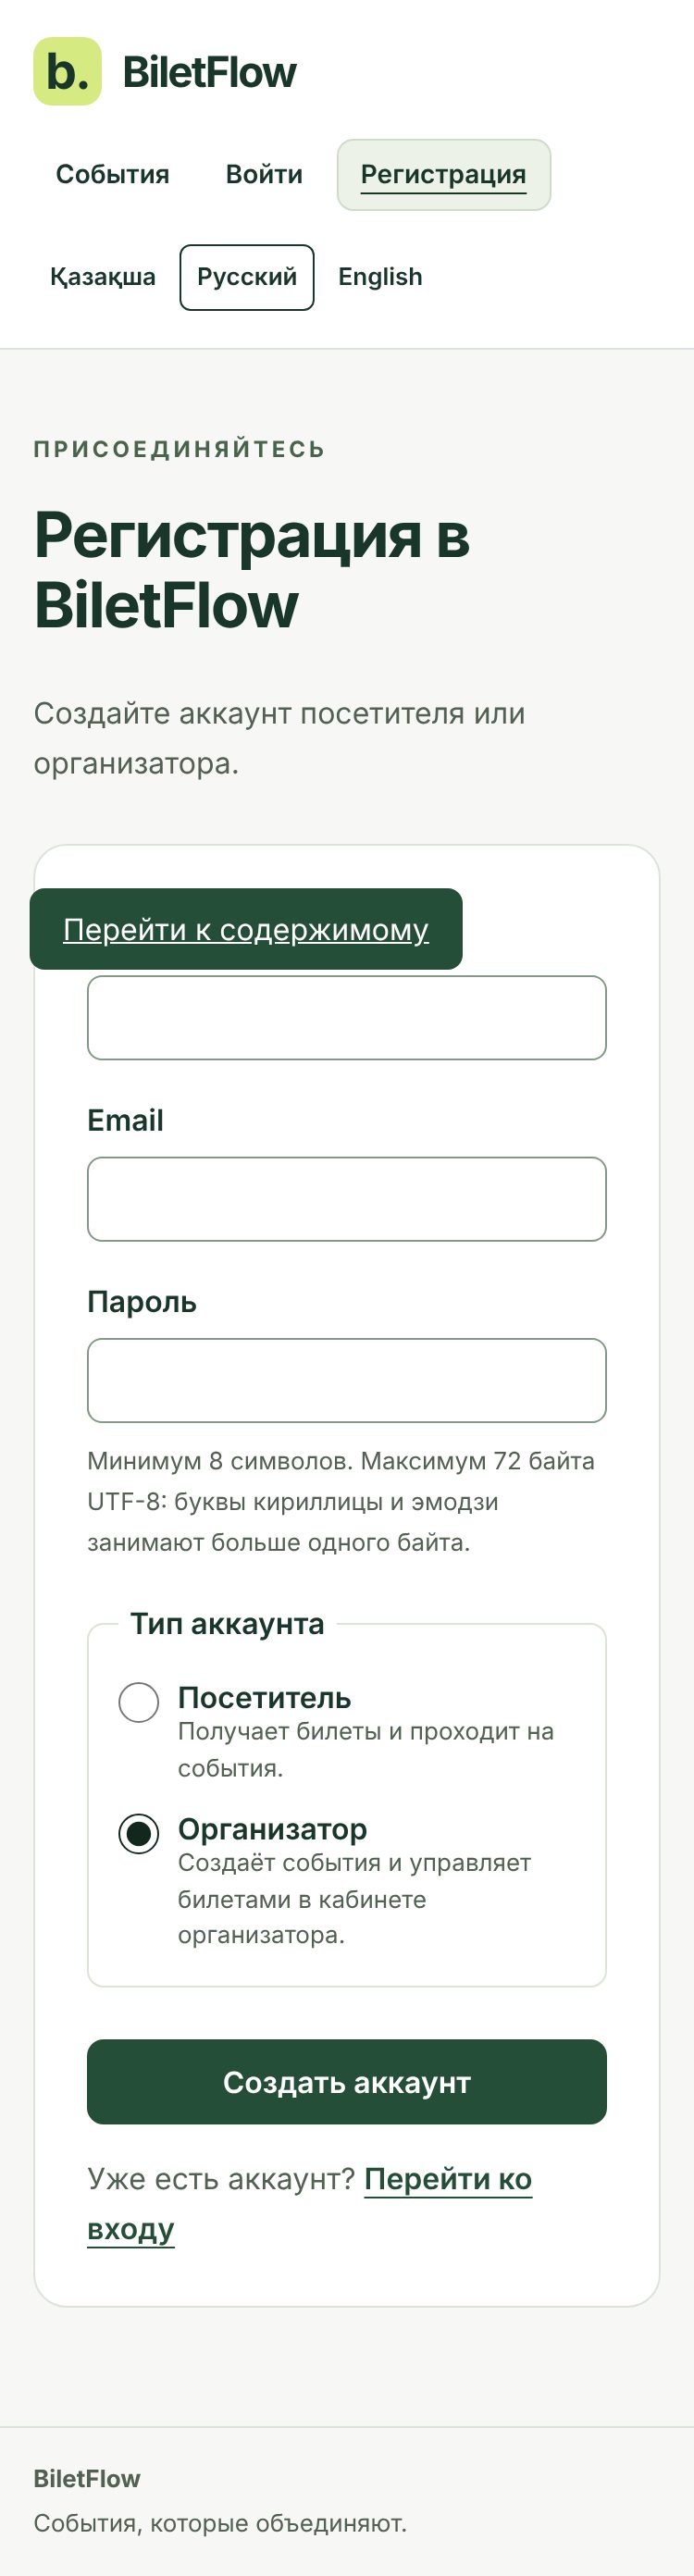 b. BiletFlow
События Войти Регистрация
Қазақша Русский English
ПРИСОЕДИНЯЙТЕСЬ
Регистрация в
BiletFlow
Создайте аккаунт посетителя или
организатора.
Перейти к содержимому
Email
Пароль
Минимум 8 символов. Максимум 72 байта
UTF-8: буквы кириллицы и эмодзи
занимают больше одного байта.
Тип аккаунта
Посетитель
Получает билеты и проходит на
события.
Организатор
Создаёт события и управляет
билетами в кабинете
организатора.
Создать аккаунт
Уже есть аккаунт? Перейти ко
входу
BiletFlow
События, которые объединяют.